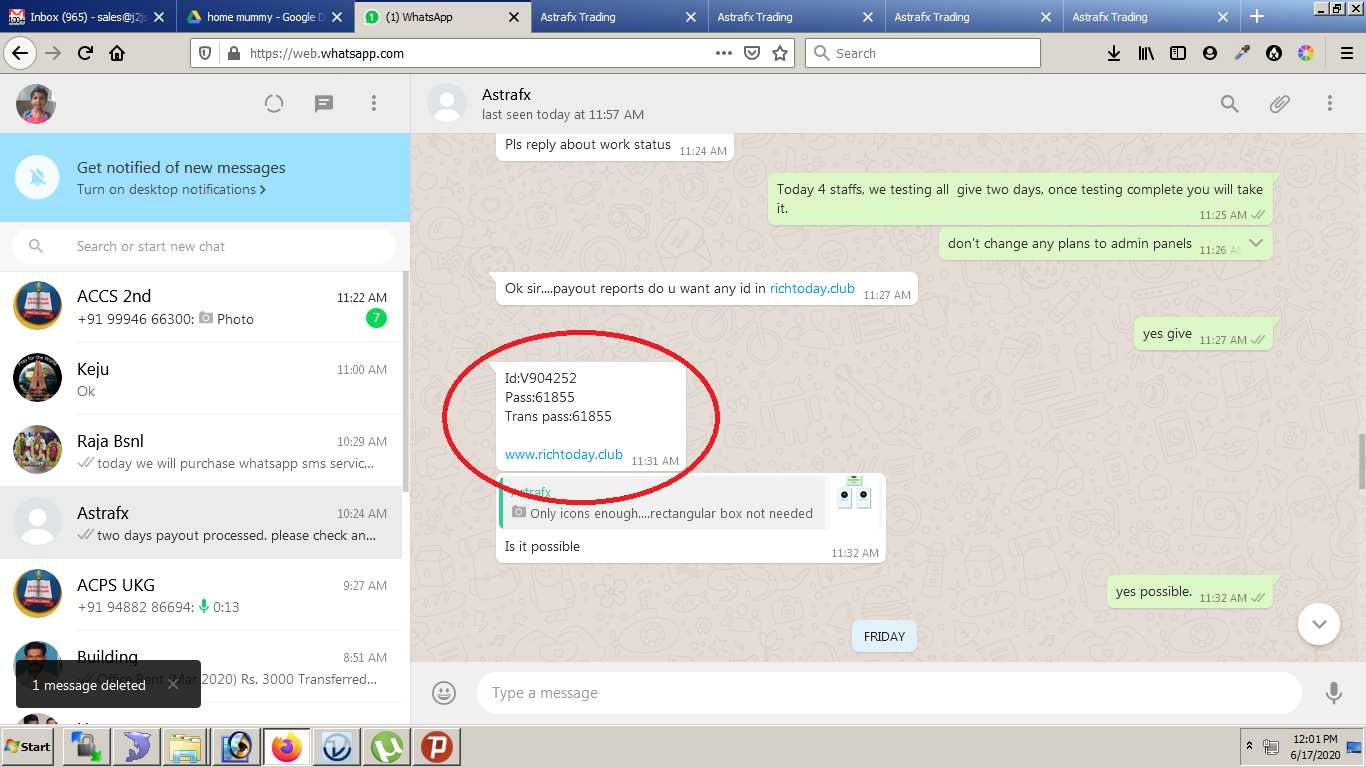 Inbox (965) - sales@j2js
home mummy - Google D
(1) WhatsApp
Astrafx Trading
Astrafx Trading
Astrafx Trading
Astrafx Trading
https://web.whatsapp.com
Search
Get notified of new messages
Turn on desktop notifications
Search or start new chat
ACCS 2nd
11:22 AM
+91 99946 66300: Photo
7
Keju
11:00 AM
Ok
Raja Bsnl
10:29 AM
today we will purchase whatsapp sms servic...
Astrafx
10:24 AM
two days payout processed. please check an...
ACPS UKG
9:27 AM
+91 94882 86694: 0:13
Building
8:51 AM
Office Rent (Mar 2020) Rs. 3000 Transferred...
1 message deleted
Astrafx
last seen today at 11:57 AM
Pls reply about work status
11:24 AM
Today 4 staffs, we testing all give two days, once testing complete you will take
it.
11:25 AM
don't change any plans to admin panels
11:26 AM
Ok sir....payout reports do u want any id in richtoday.club
11:27 AM
yes give
11:27 AM
Id:V904252
Pass:61855
Trans pass:61855
www.richtoday.club
11:31 AM
Astrafx
Only icons enough....rectangular box not needed
Is it possible
11:32 AM
yes possible.
11:32 AM
FRIDAY
Type a message
Start
12:01 PM
6/17/2020